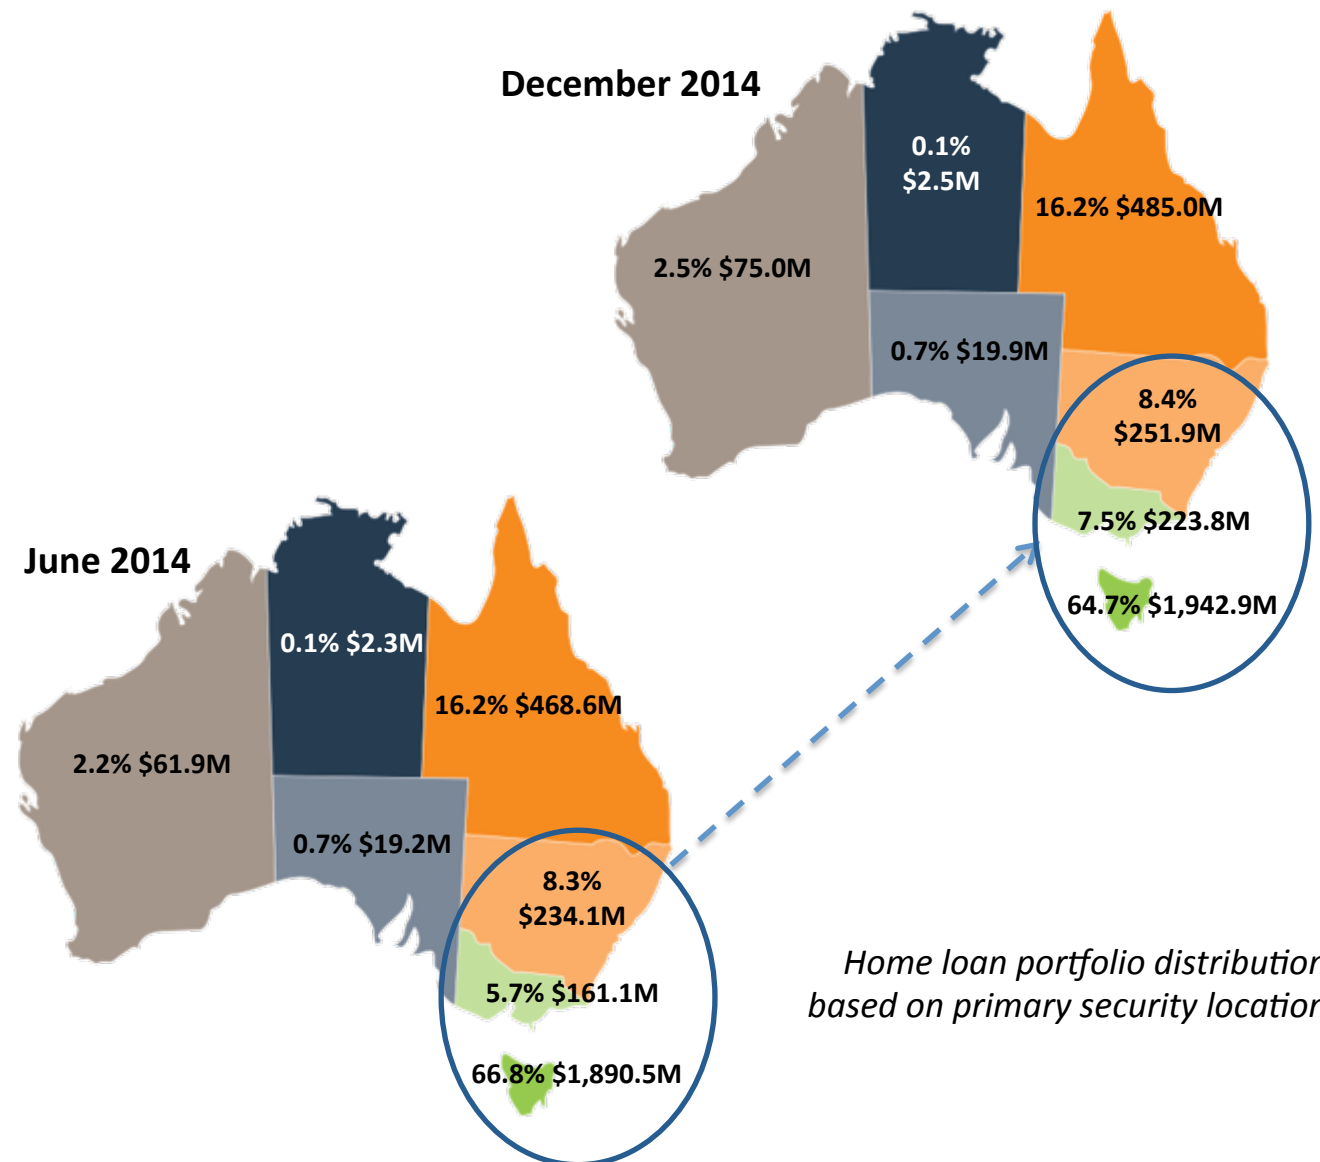 December 2014
0.1%
$2.5M
16.2% $485.0M
2.5% $75.0M
0.7% $19.9M
8.4%
$251.9M
7.5% $223.8M
64.7% $1,942.9M
June 2014
0.1% $2.3M
16.2% $468.6M
2.2% $61.9M
0.7% $19.2M
8.3%
$234.1M
5.7% $161.1M
66.8% $1,890.5M
Home loan portfolio distribution
based on primary security location